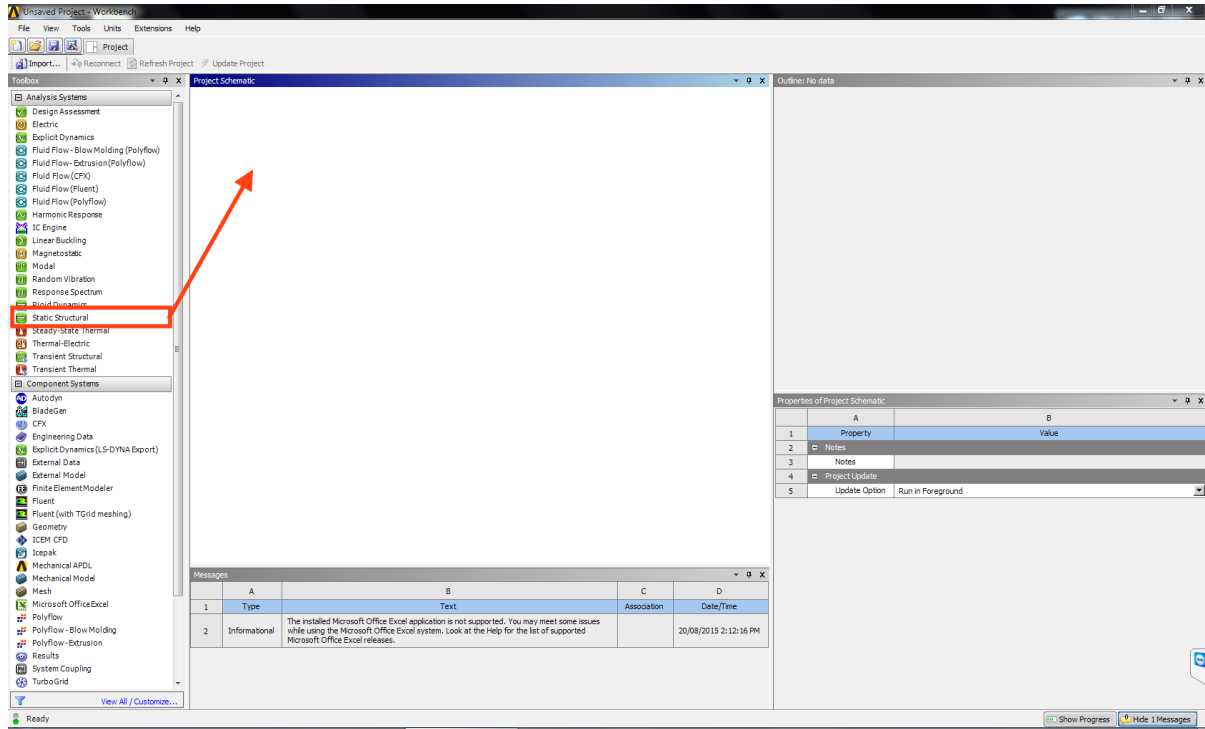 Unsaved Project - Workbench
File View Tools Units Extensions Help
Project
Import... Reconnect Refresh Project Update Project
Toolbox
Analysis Systems
Design Assessment
Electric
Explicit Dynamics
Fluid Flow - Blow Molding (Polyflow)
Fluid Flow - Extrusion (Polyflow)
Fluid Flow (CFX)
Fluid Flow (Fluent)
Fluid Flow (Polyflow)
Harmonic Response
IC Engine
Linear Buckling
Magnetostatic
Modal
Random Vibration
Response Spectrum
Rigid Dynamics
Static Structural
Steady-State Thermal
Thermal-Electric
Transient Structural
Transient Thermal
Component Systems
Autodyn
BladeGen
CFX
Engineering Data
Explicit Dynamics (LS-DYNA Export)
External Data
External Model
Finite Element Modeler
Fluent
Fluent (with TGrid meshing)
Geometry
ICEM CFD
Icepak
Mechanical APDL
Mechanical Model
Mesh
Microsoft Office Excel
Polyflow
Polyflow - Blow Molding
Polyflow - Extrusion
Results
System Coupling
TurboGrid
View All / Customize...
Project Schematic
Messages
A B C D
1 Type Text Association Date/Time
2 Informational The installed Microsoft Office Excel application is not supported. You may meet some issues
while using the Microsoft Office Excel system. Look at the Help for the list of supported
Microsoft Office Excel releases.
20/08/2015 2:12:16 PM
Outline: No data
Properties of Project Schematic
A B
1 Property Value
2 Notes
3 Notes
4 Project Update
5 Update Option Run in Foreground
Ready
Show Progress Hide 1 Messages